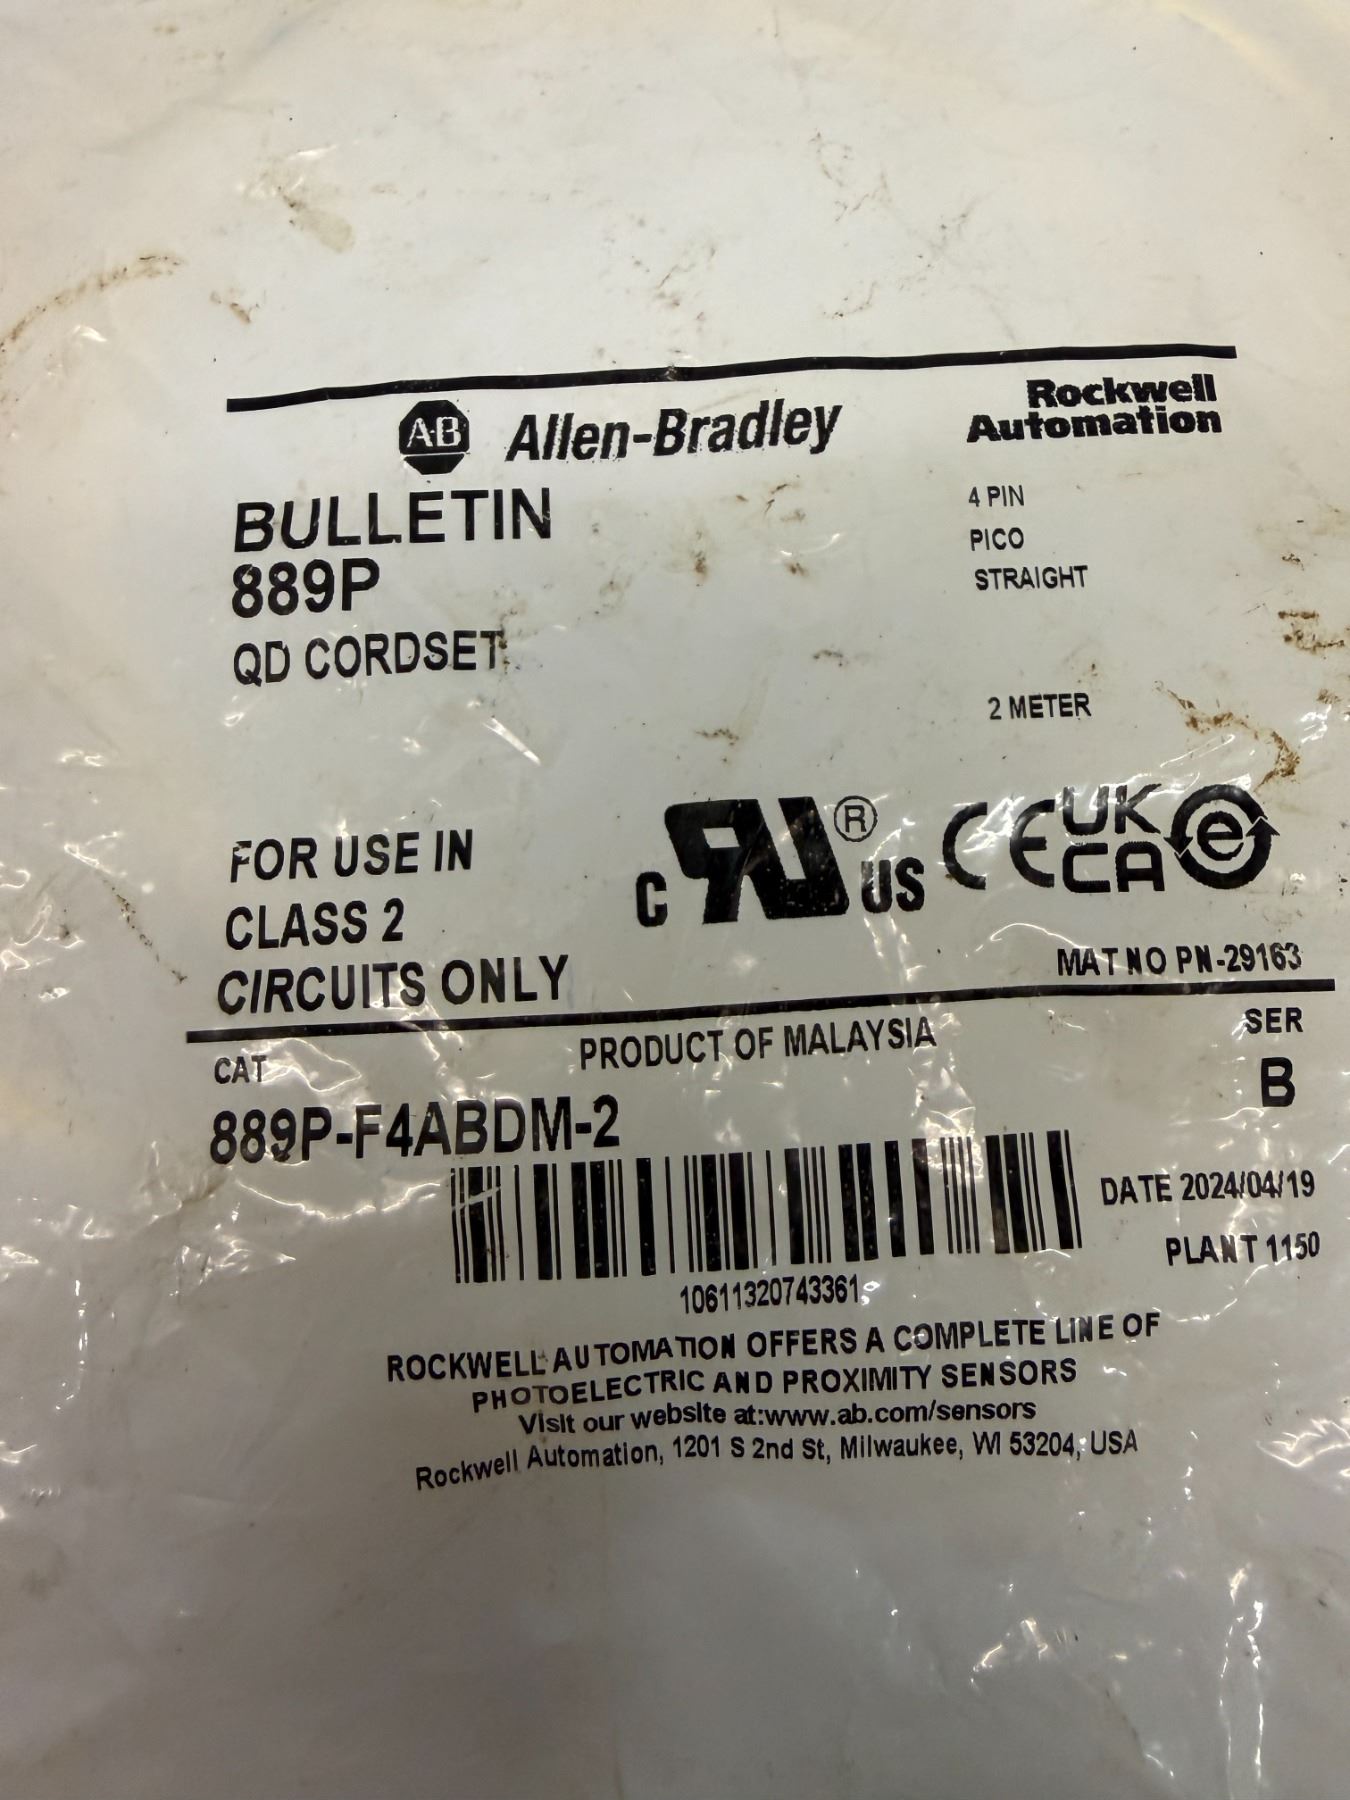 AB Allen-Bradley
Rockwell
Automation
BULLETIN
889P
QD CORDSET
4 PIN
PICO
STRAIGHT
2 METER
FOR USE IN
CLASS 2
CIRCUITS ONLY
C RU ® US CE UK
CA e
MAT NO PN-29163
CAT
PRODUCT OF MALAYSIA
SER
B
889P-F4ABDM-2
DATE 2024/04/19
PLANT 1150
10611320743361
ROCKWELL AUTOMATION OFFERS A COMPLETE LINE OF
PHOTOELECTRIC AND PROXIMITY SENSORS
Visit our website at:www.ab.com/sensors
Rockwell Automation, 1201 S 2nd St, Milwaukee, WI 53204, USA